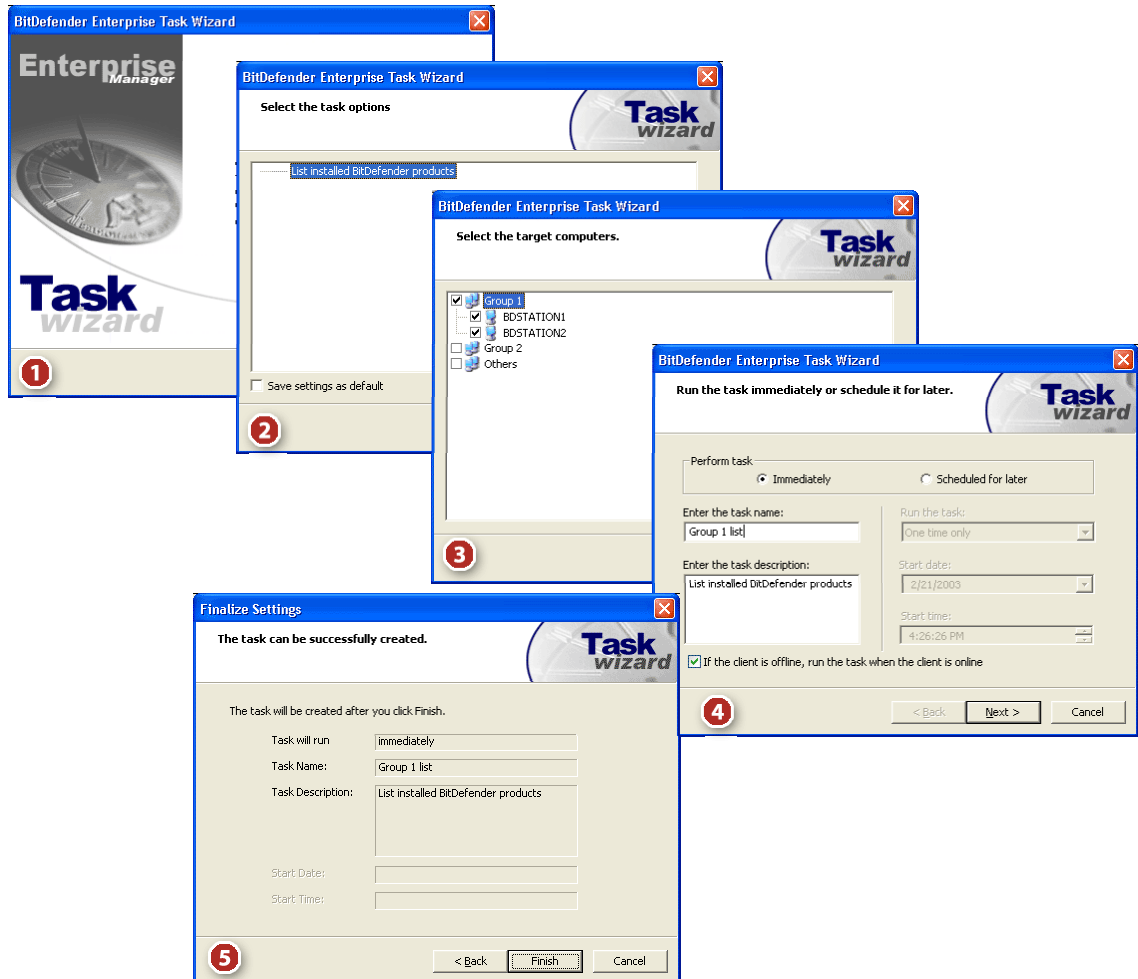 BitDefender Enterprise Task Wizard
Enterprise
Manager
Task
wizard
1
BitDefender Enterprise Task Wizard
Select the task options
Task
wizard
List installed BitDefender products
Save settings as default
2
BitDefender Enterprise Task Wizard
Select the target computers.
Task
wizard
Group 1
BDSTATION1
BDSTATION2
Group 2
Others
3
BitDefender Enterprise Task Wizard
Run the task immediately or schedule it for later.
Task
wizard
Perform task
Immediately
Scheduled for later
Enter the task name:
Group 1 list
Enter the task description:
List installed BitDefender products
Run the task:
One time only
Start date:
2/21/2003
Start time:
4:26:26 PM
If the client is offline, run the task when the client is online
4
< Back
Next >
Cancel
Finalize Settings
The task can be successfully created.
Task
wizard
The task will be created after you click Finish.
Task will run
immediately
Task Name:
Group 1 list
Task Description:
List installed BitDefender products
Start Date:
Start Time:
5
< Back
Finish
Cancel